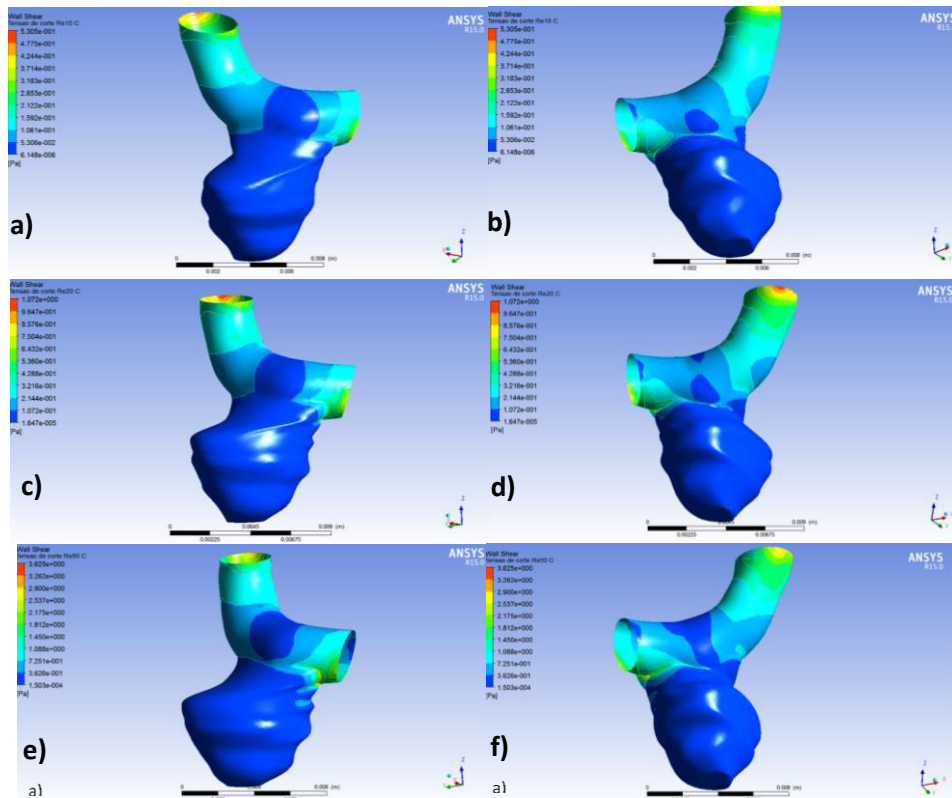 Wall Shear
Tensao de corte Re10 C
5.305e-001
4.775e-001
4.244e-001
3.714e-001
3.183e-001
2.653e-001
2.122e-001
1.592e-001
1.061e-001
5.306e-002
6.148e-006
[Pa]
ANSYS
R15.0
a)
0
0.008 (m)
0.002
0.006
Z
Wall Shear
Tensao de corte Re10 C
5.305e-001
4.775e-001
4.244e-001
3.714e-001
3.183e-001
2.653e-001
2.122e-001
1.592e-001
1.061e-001
5.306e-002
6.148e-006
[Pa]
ANSYS
b)
0
0.008
0.002
0.006
Z
Y
Wall Shear
Tensao de corte Re20 C
1.072e+000
9.647e-001
8.576e-001
7.504e-001
6.432e-001
5.360e-001
4.288e-001
3.216e-001
2.144e-001
1.072e-001
1.647e-005
[Pa]
ANSYS
R15.0
c)
0
0.0045
0.009 (m)
0.00225
0.00675
Z
Wall Shear
Tensao de corte Re20 C
1.072e+000
9.647e-001
8.576e-001
7.504e-001
6.432e-001
5.360e-001
4.288e-001
3.216e-001
2.144e-001
1.072e-001
1.647e-005
[Pa]
ANSYS
R15.0
d)
0
0.0045
0.009 (m)
0.00225
0.00675
Z
Wall Shear
Tensao de corte Re50 C
3.625e+000
3.262e+000
2.900e+000
2.537e+000
2.175e+000
1.812e+000
1.450e+000
1.088e+000
7.251e-001
3.626e-001
1.503e-004
[Pa]
ANSYS
R15.0
e)
a)
0
0.008 (m)
Z
Wall Shear
Tensao de corte Re50 C
3.625e+000
3.262e+000
2.900e+000
2.537e+000
2.175e+000
1.812e+000
1.450e+000
1.088e+000
7.251e-001
3.626e-001
1.503e-004
[Pa]
ANSYS
R15.0
f)
a)
0
0.008 (m)
Z
X
Y